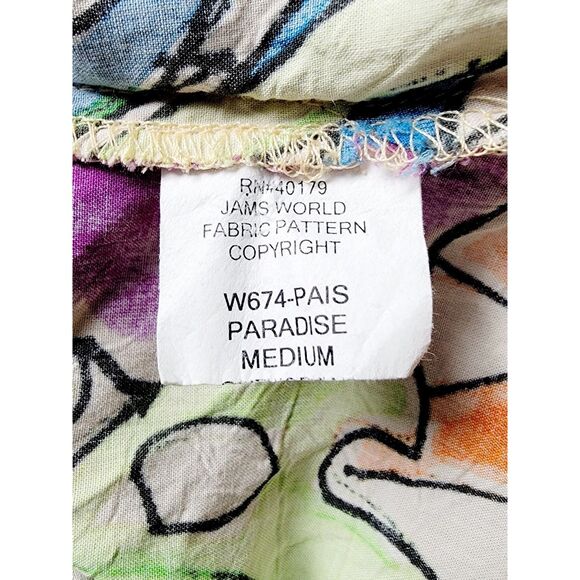 RN#40179
JAMS WORLD
FABRIC PATTERN
COPYRIGHT
W674-PAIS
PARADISE
MEDIUM